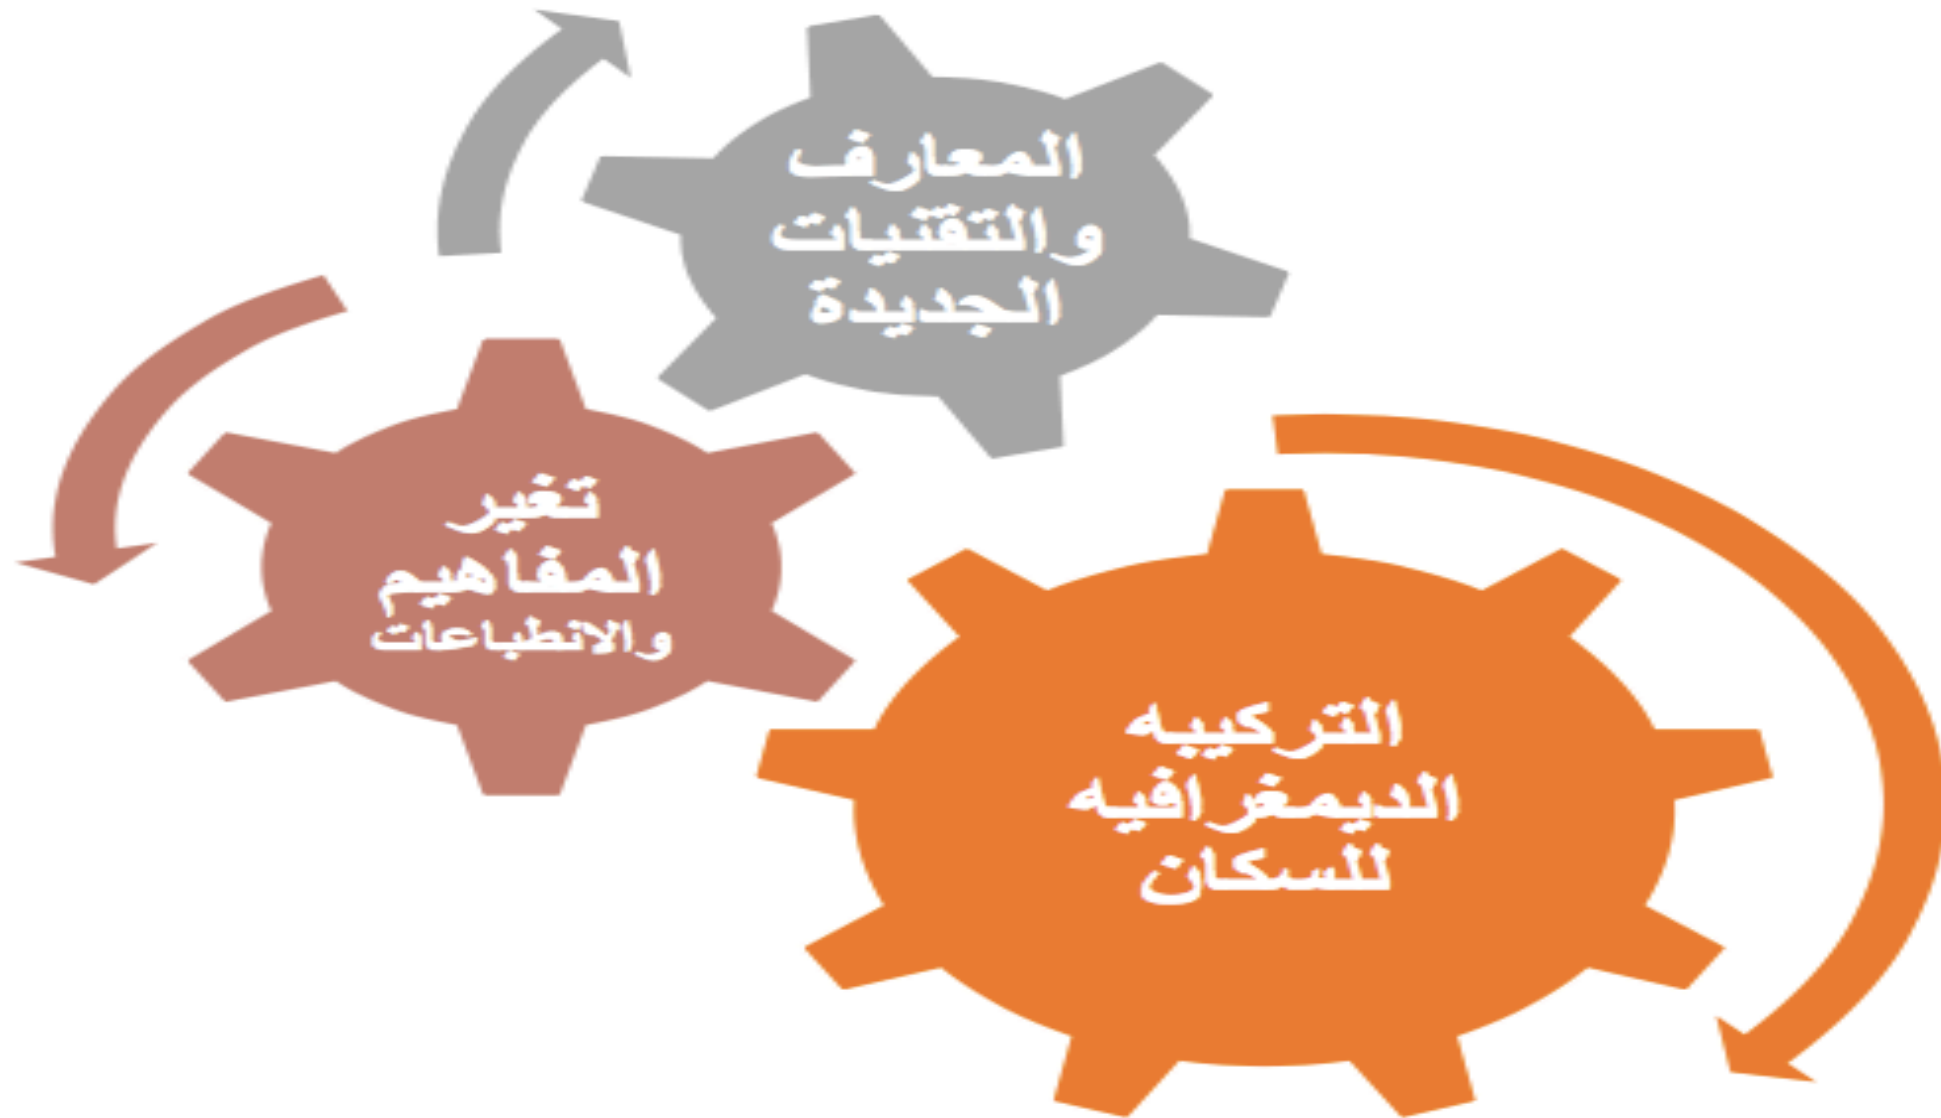 المعارف
والتقنيات
الجديدة
تغير
المفاهيم
والانطباعات
التركيبه
الديمغرافيه
للسكان